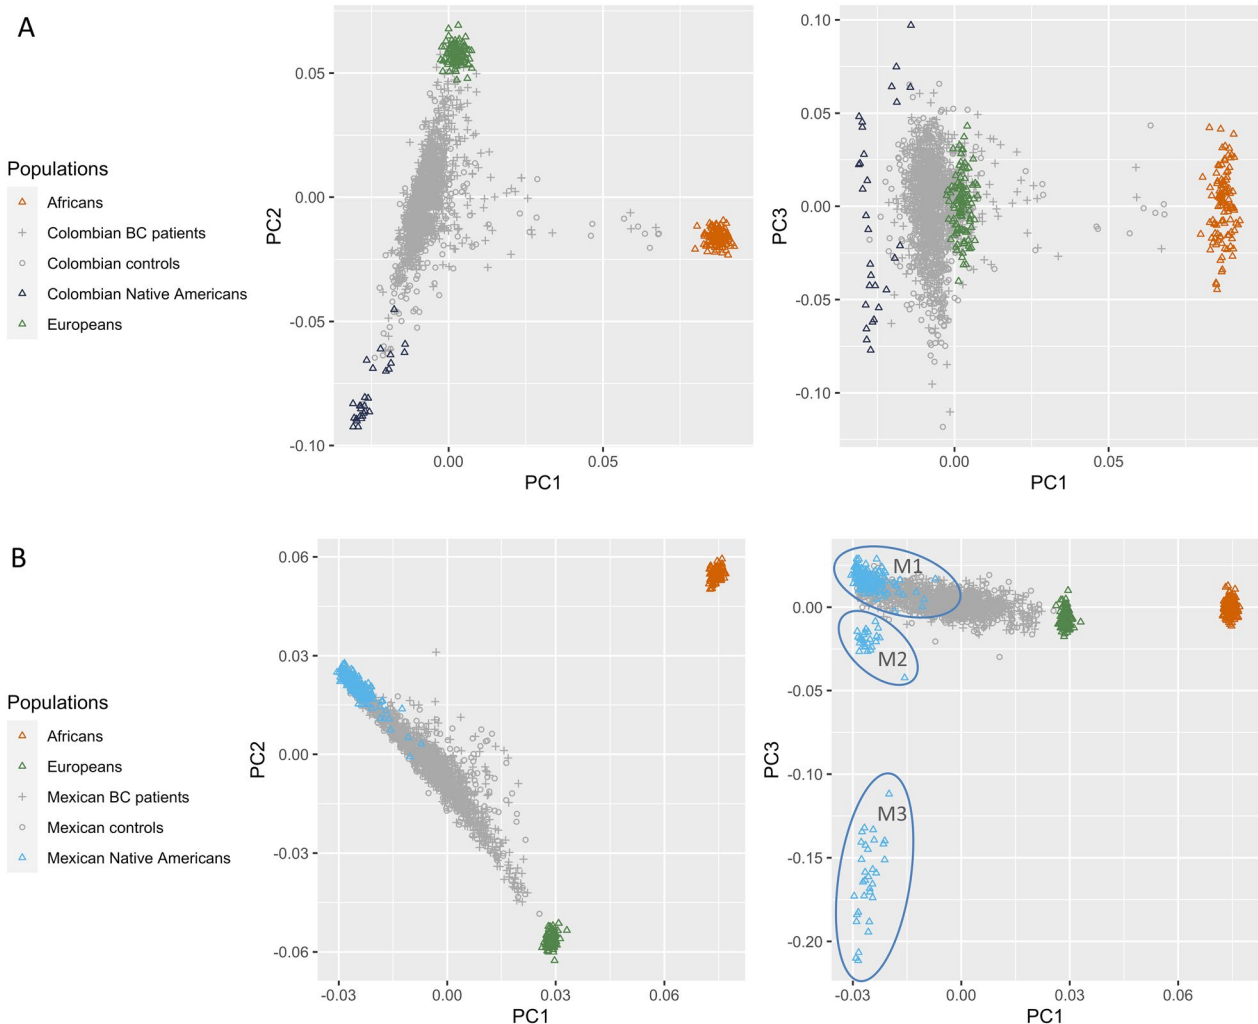 A
Populations
Africans
Colombian BC patients
Colombian controls
Colombian Native Americans
Europeans
PC2
0.05
0.00
-0.05
-0.10
0.00
0.05
PC1
PC3
0.10
0.05
0.00
-0.05
-0.10
0.00
0.05
PC1
B
Populations
Africans
Europeans
Mexican BC patients
Mexican controls
Mexican Native Americans
PC2
0.06
0.03
0.00
-0.03
-0.06
-0.03
0.00
0.03
0.06
PC1
PC3
0.00
-0.05
-0.10
-0.15
-0.20
M1
M2
M3
-0.03
0.00
0.03
0.06
PC1